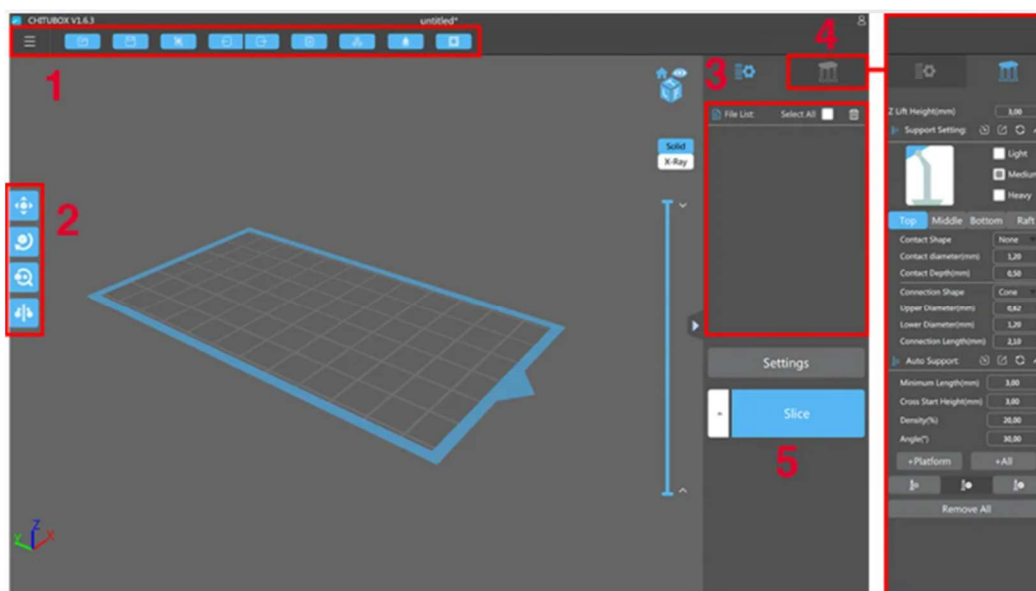 CHITUBOX V1.6.3
untitled*
1
2
3
4
5
File List:
Select All
Solid
X-Ray
Settings
Slice
Z
Y
X
Z Lift Height(mm) 3,00
Support Setting:
Light
Medium
Heavy
Top Middle Bottom Raft
Contact Shape None
Contact diameter(mm) 1,20
Contact Depth(mm) 0,50
Connection Shape Cone
Upper Diameter(mm) 0,62
Lower Diameter(mm) 1,20
Connection Length(mm) 2,10
Auto Support:
Minimum Length(mm) 3,00
Cross Start Height(mm) 3,00
Density(%) 20,00
Angle(°) 30,00
+Platform +All
Remove All